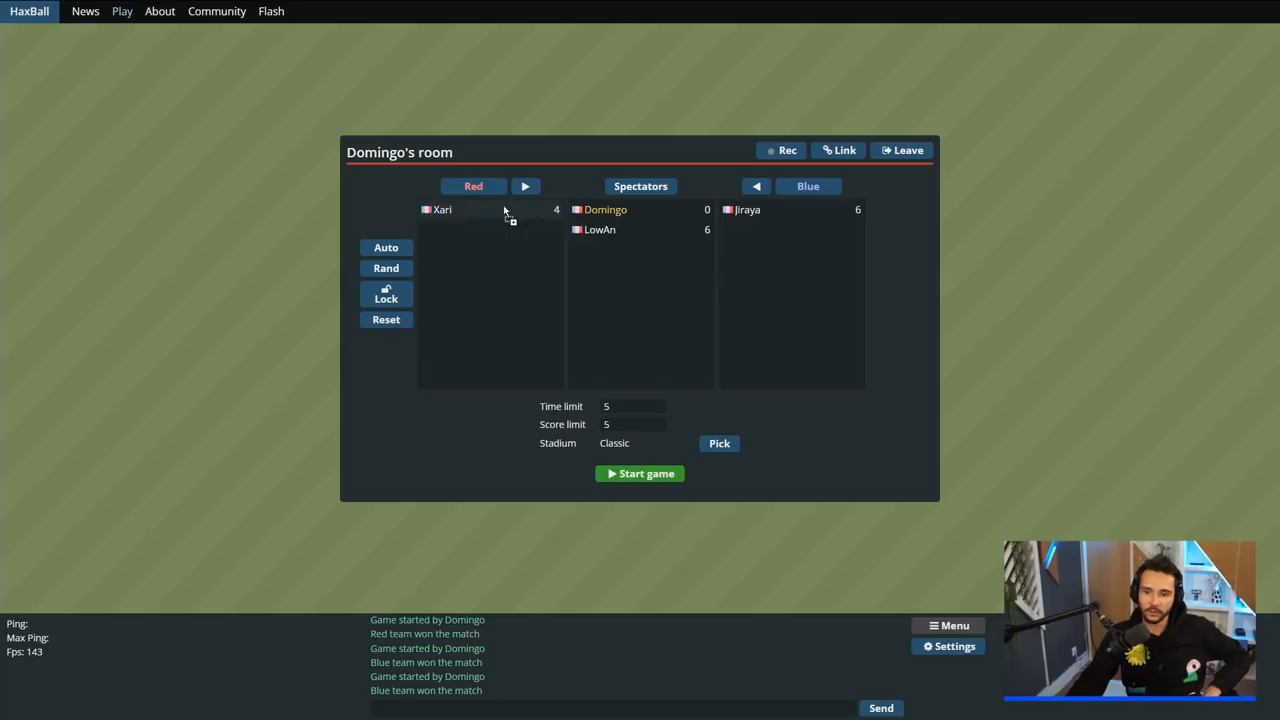 HaxBall News Play About Community Flash
Domingo's room
Rec Link Leave
Red Spectators Blue
Xari 4 Domingo 0 Jiraya 6
LowAn 6
Auto
Rand
Lock
Reset
Time limit 5
Score limit 5
Stadium Classic Pick
Start game
Ping:
Max Ping:
Fps: 143
Game started by Domingo
Red team won the match
Game started by Domingo
Blue team won the match
Game started by Domingo
Blue team won the match
Menu
Settings
Send